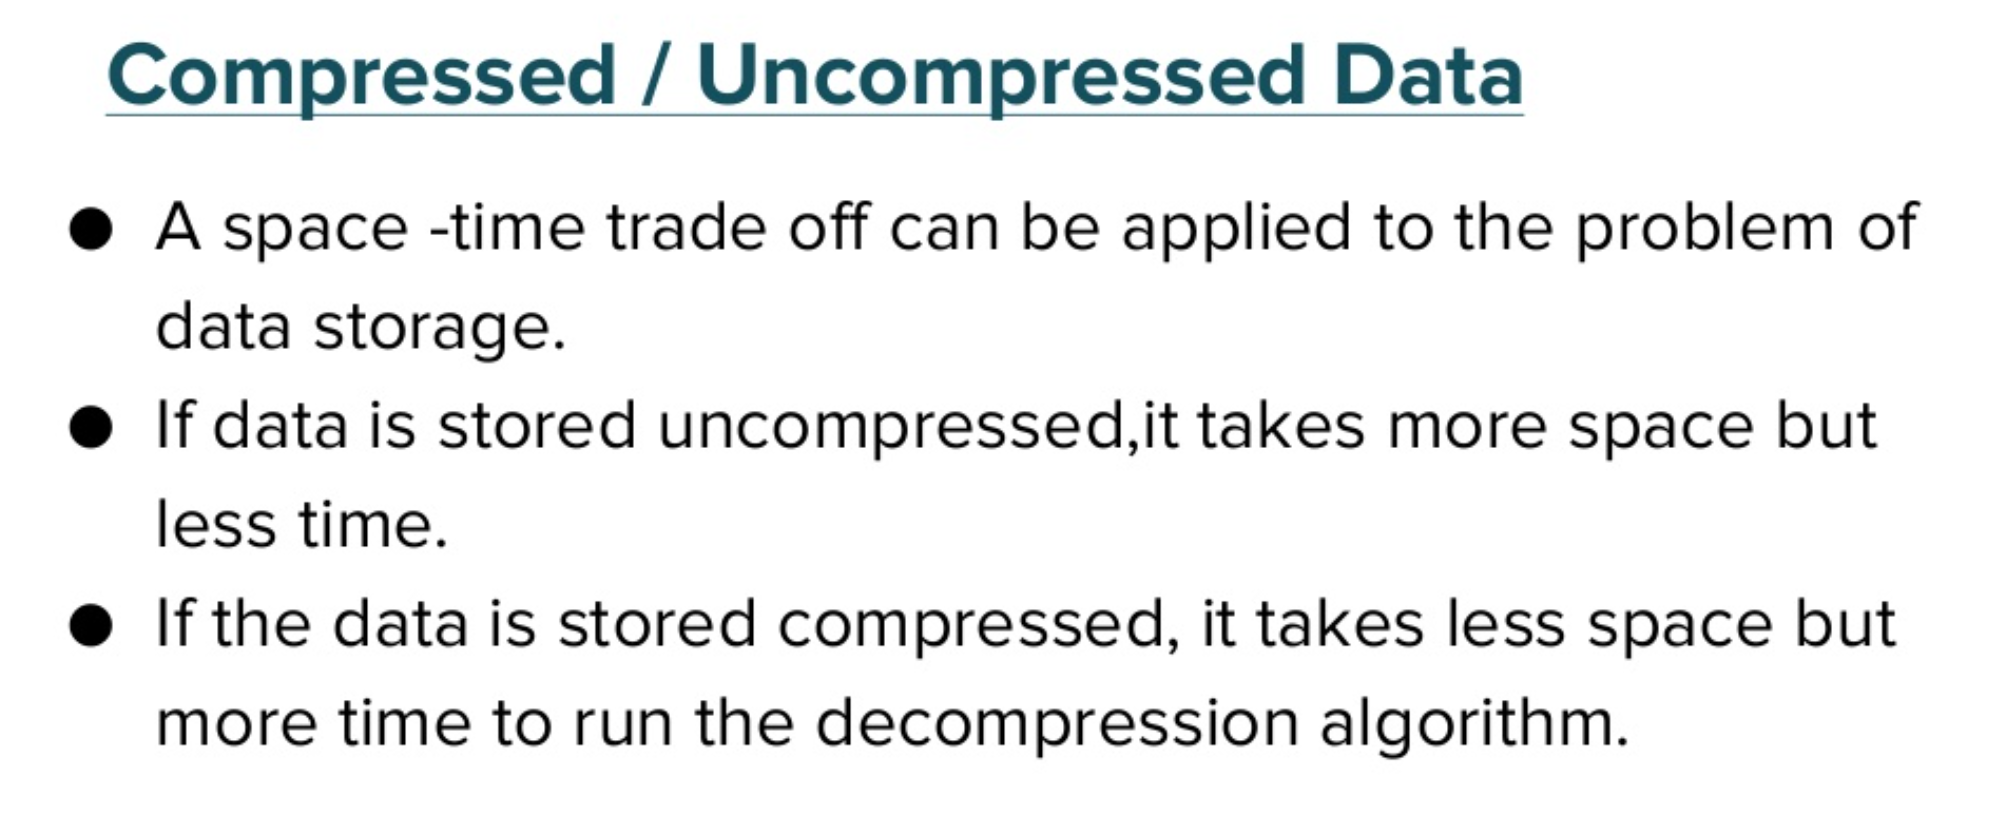 Compressed / Uncompressed Data
● A space -time trade off can be applied to the problem of
data storage.
● If data is stored uncompressed,it takes more space but
less time.
● If the data is stored compressed, it takes less space but
more time to run the decompression algorithm.